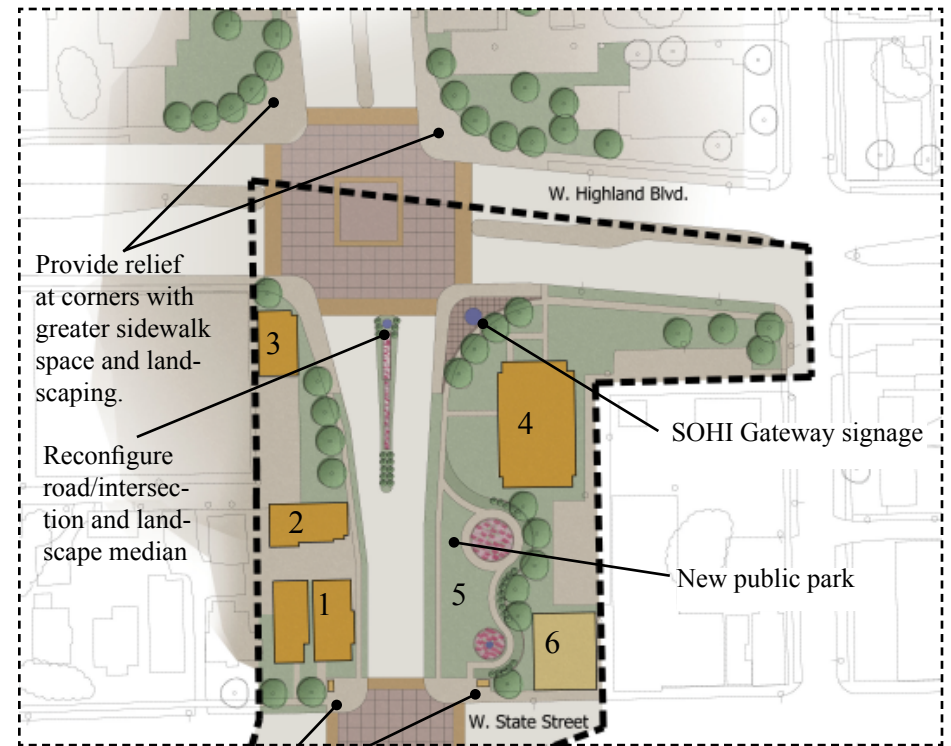 W. Highland Blvd.
Provide relief
at corners with
greater sidewalk
space and land-
scaping.
3
4
SOHI Gateway signage
Reconfigure
road/intersec-
tion and land-
scape median
2
New public park
1
5
6
W. State Street